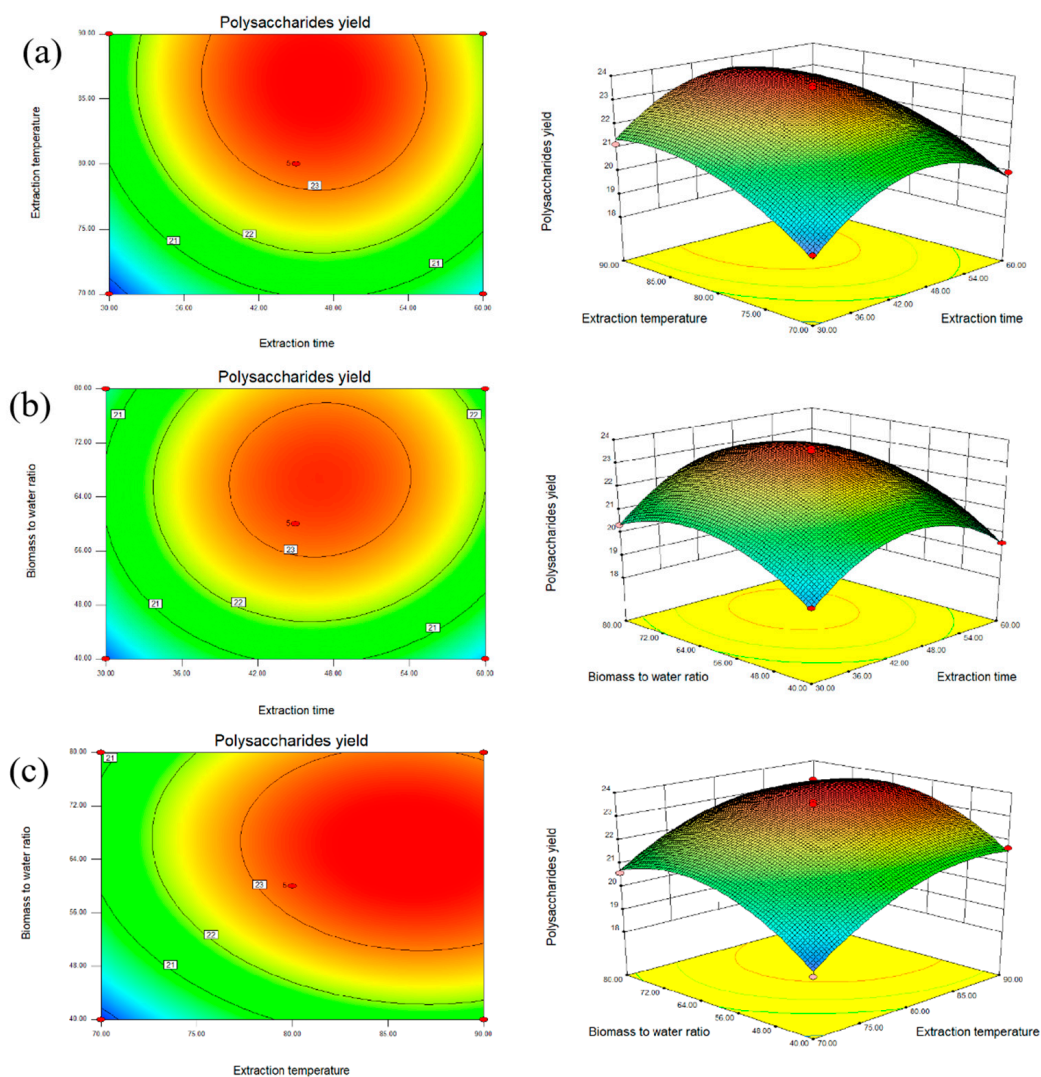 (a)
Polysaccharides yield
90.00
85.00
80.00
75.00
70.00
Extraction temperature
5
23
22
21
21
30.00 36.00 42.00 48.00 54.00 60.00
Extraction time
24
23
22
21
20
19
18
Polysaccharides yield
90.00 85.00 80.00 75.00 70.00
30.00 36.00 42.00 48.00 54.00 60.00
Extraction temperature
Extraction time
(b)
Polysaccharides yield
80.00
72.00
64.00
56.00
48.00
40.00
Biomass to water ratio
21
22
5
23
22
21
21
30.00 36.00 42.00 48.00 54.00 60.00
Extraction time
24
23
22
21
20
19
18
Polysaccharides yield
80.00 72.00 64.00 56.00 48.00 40.00
30.00 36.00 42.00 48.00 54.00 60.00
Biomass to water ratio
Extraction time
(c)
Polysaccharides yield
80.00
72.00
64.00
56.00
48.00
40.00
Biomass to water ratio
21
23
5
22
21
70.00 75.00 80.00 85.00 90.00
Extraction temperature
24
23
22
21
20
19
18
Polysaccharides yield
80.00 72.00 64.00 56.00 48.00 40.00
70.00 75.00 80.00 85.00 90.00
Biomass to water ratio
Extraction temperature